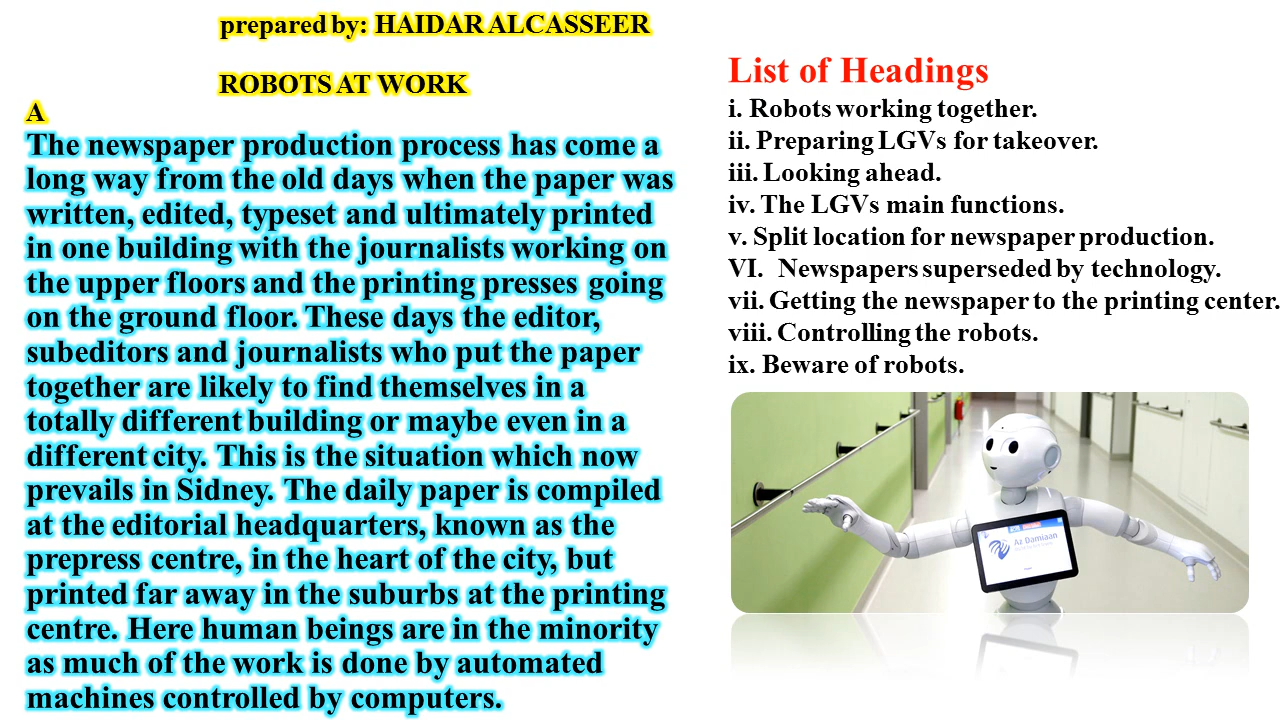 prepared by: HAIDAR ALCASSEER
ROBOTS AT WORK
A
The newspaper production process has come a
long way from the old days when the paper was
written, edited, typeset and ultimately printed
in one building with the journalists working on
the upper floors and the printing presses going
on the ground floor. These days the editor,
subeditors and journalists who put the paper
together are likely to find themselves in a
totally different building or maybe even in a
different city. This is the situation which now
prevails in Sidney. The daily paper is compiled
at the editorial headquarters, known as the
prepress centre, in the heart of the city, but
printed far away in the suburbs at the printing
centre. Here human beings are in the minority
as much of the work is done by automated
machines controlled by computers.
List of Headings
i. Robots working together.
ii. Preparing LGVs for takeover.
iii. Looking ahead.
iv. The LGVs main functions.
v. Split location for newspaper production.
VI. Newspapers superseded by technology.
vii. Getting the newspaper to the printing center.
viii. Controlling the robots.
ix. Beware of robots.
Az Damiaan